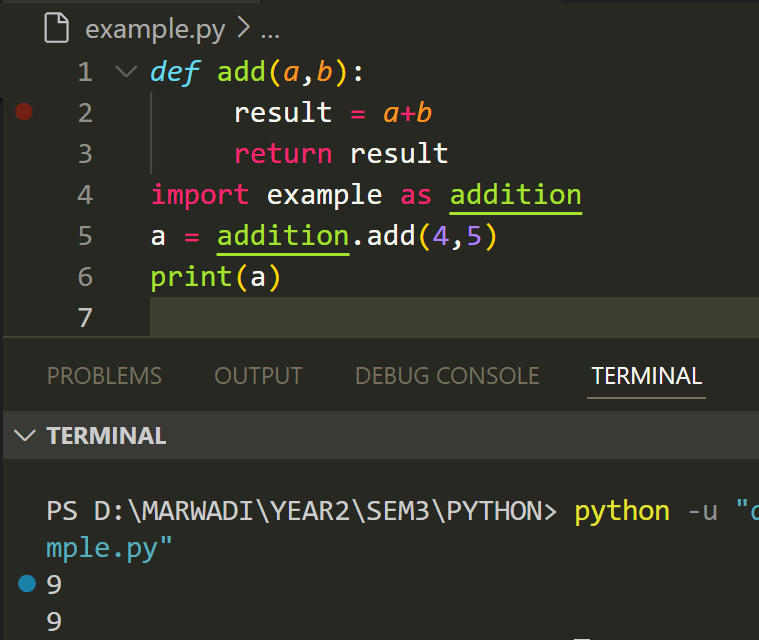 example.py > ...
1 def add(a,b):
2     result = a+b
3     return result
4 import example as addition
5 a = addition.add(4,5)
6 print(a)
7
PROBLEMS OUTPUT DEBUG CONSOLE TERMINAL
TERMINAL
PS D:\MARWADI\YEAR2\SEM3\PYTHON> python -u "
mple.py"
9
9